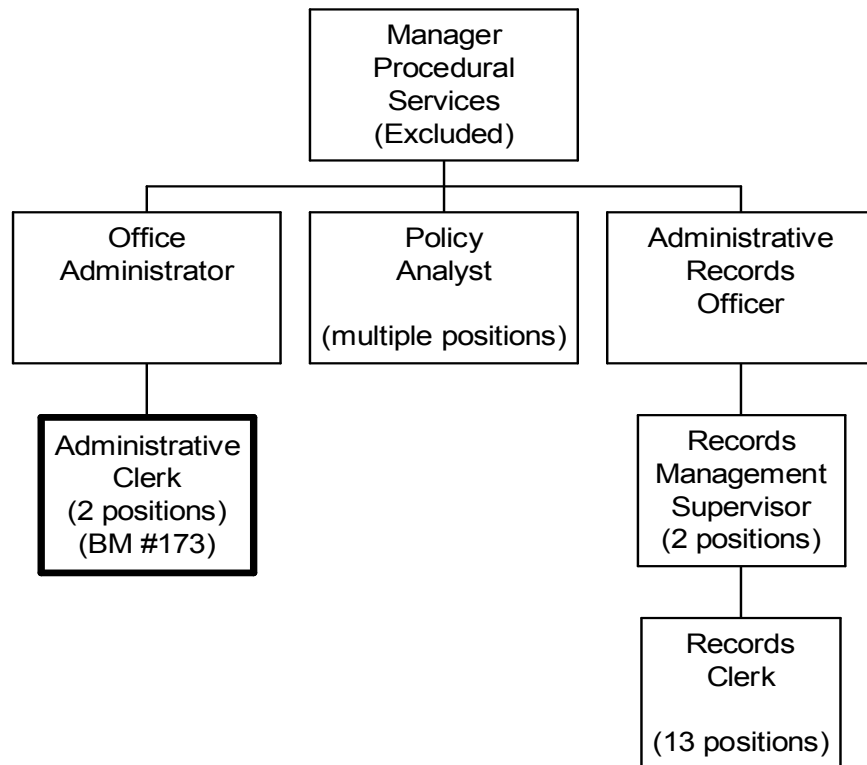 Manager
Procedural
Services
(Excluded)
Office
Administrator
Policy
Analyst
(multiple positions)
Administrative
Records
Officer
Administrative
Clerk
(2 positions)
(BM #173)
Records
Management
Supervisor
(2 positions)
Records
Clerk
(13 positions)